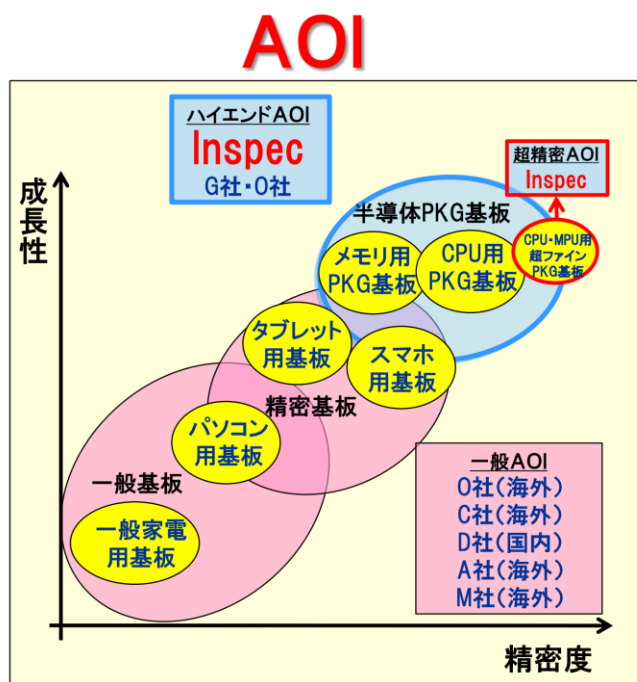 AOI
ハイエンドAOI
Inspec
G社・O社
超精密AOI
Inspec
成長性
半導体PKG基板
メモリ用
PKG基板
CPU用
PKG基板
CPU・MPU用
超ファイン
PKG基板
タブレット
用基板
スマホ
用基板
精密基板
パソコン
用基板
一般基板
一般家電
用基板
一般AOI
O社(海外)
C社(海外)
D社(国内)
A社(海外)
M社(海外)
精密度